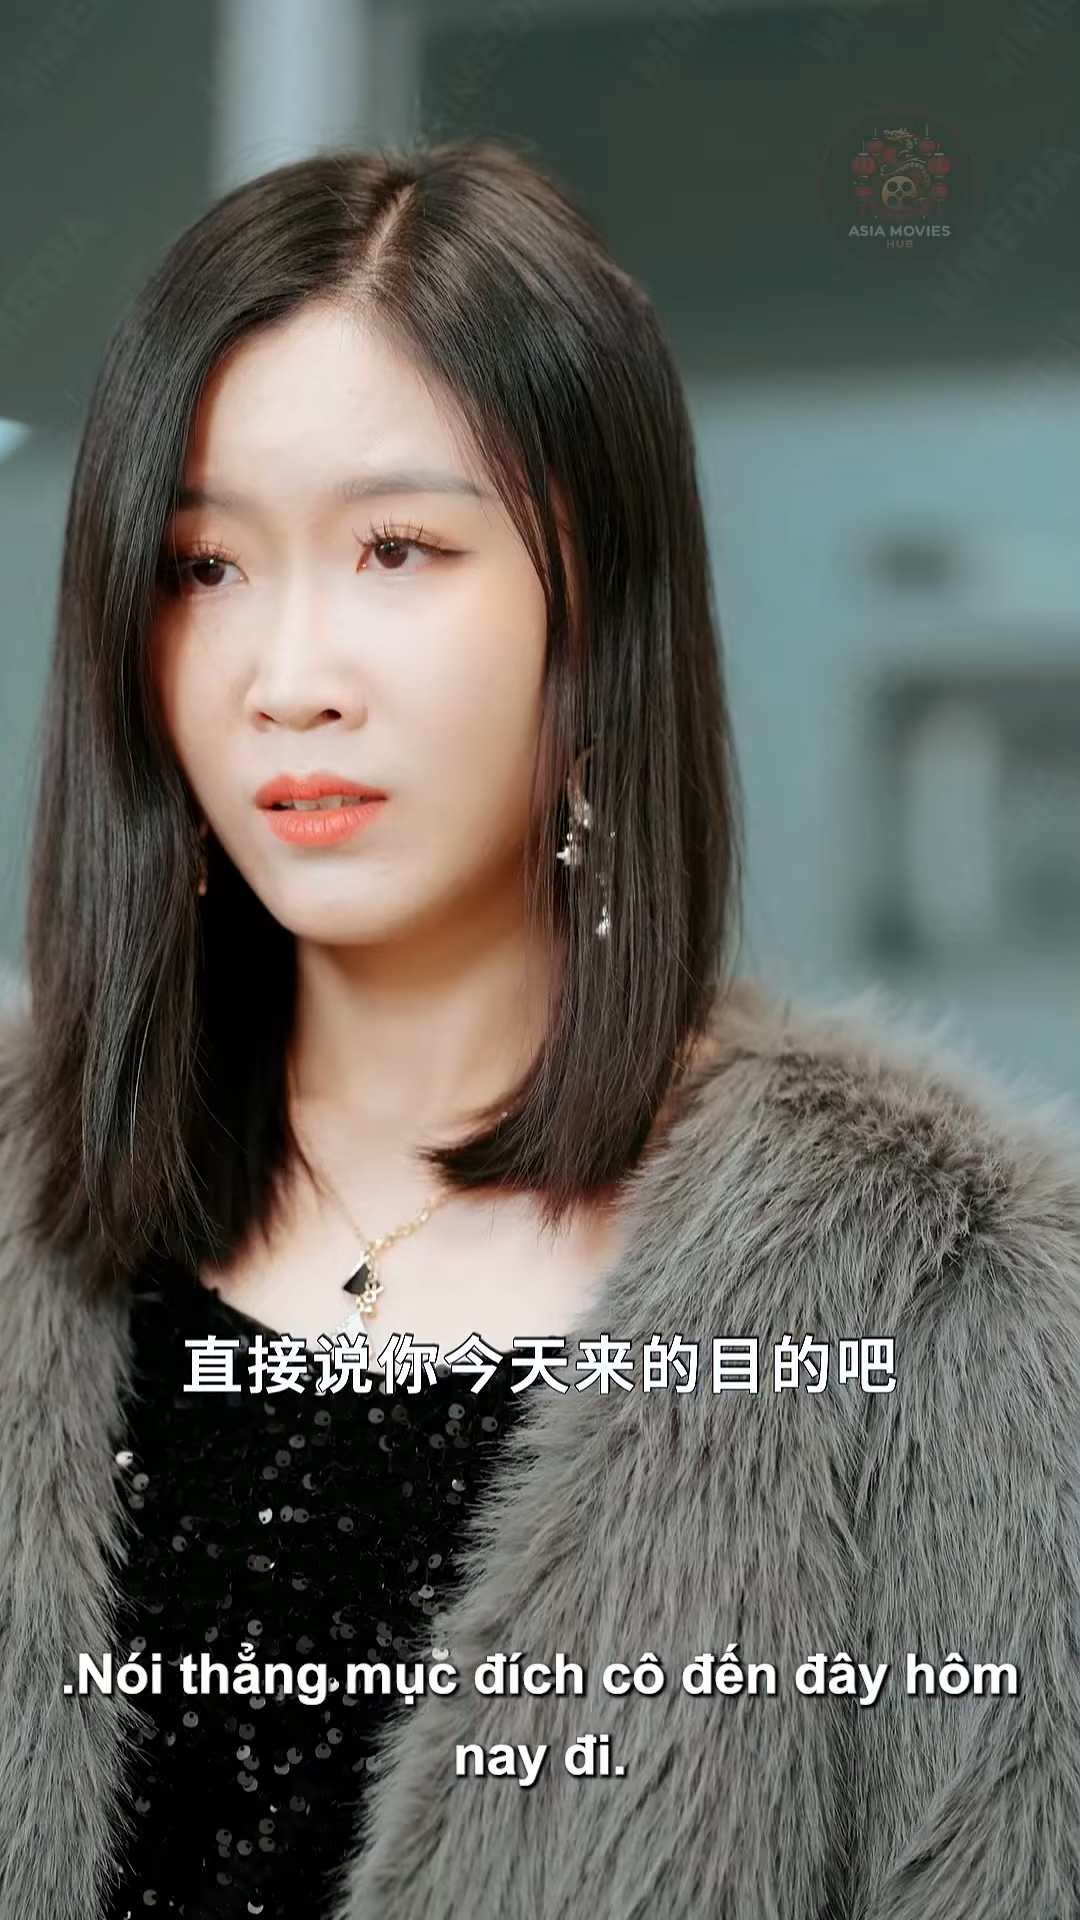 ASIA MOVIES
HUB
直接说你今天来的目的吧
.Nói thẳng mục đích cô đến đây hôm
nay đi.